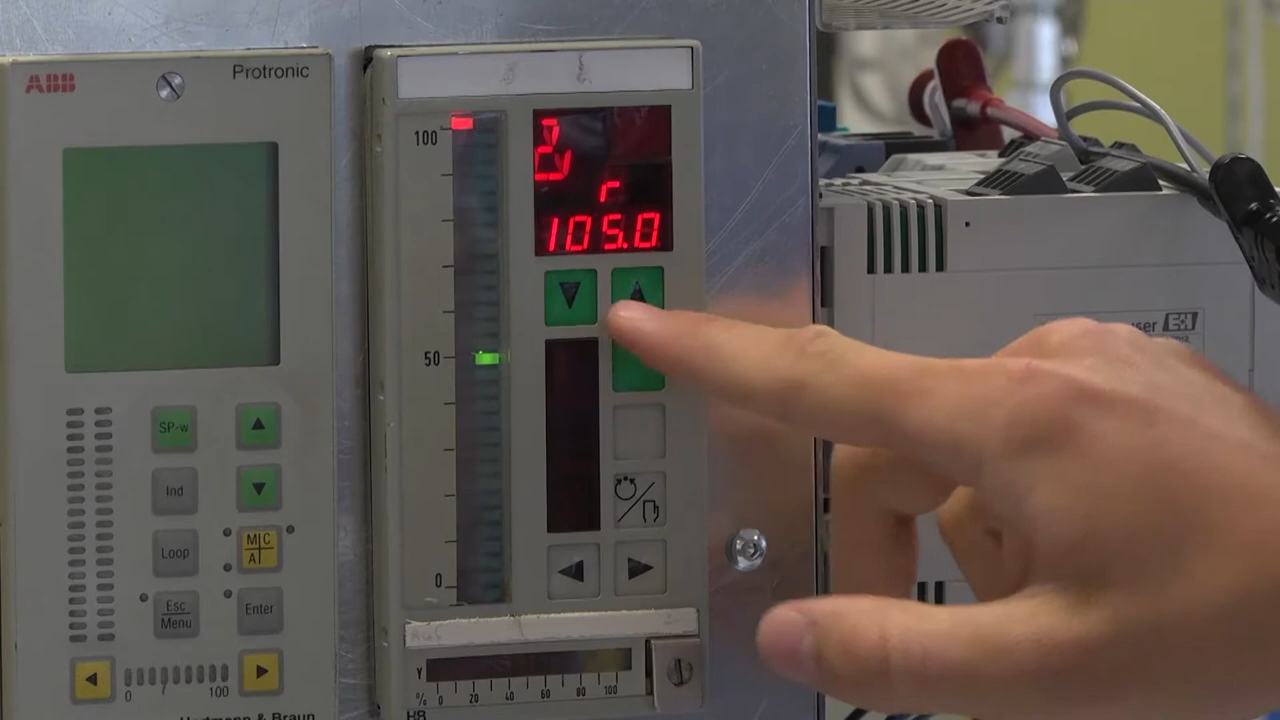 ABB
Protronic
SP-w
Ind
Loop
Esc
Menu
M C
A
Enter
0
100
Hartmann & Braun
100
50
0
r
105.0
Y
% 0 20 40 60 80 100
HB
user E+H